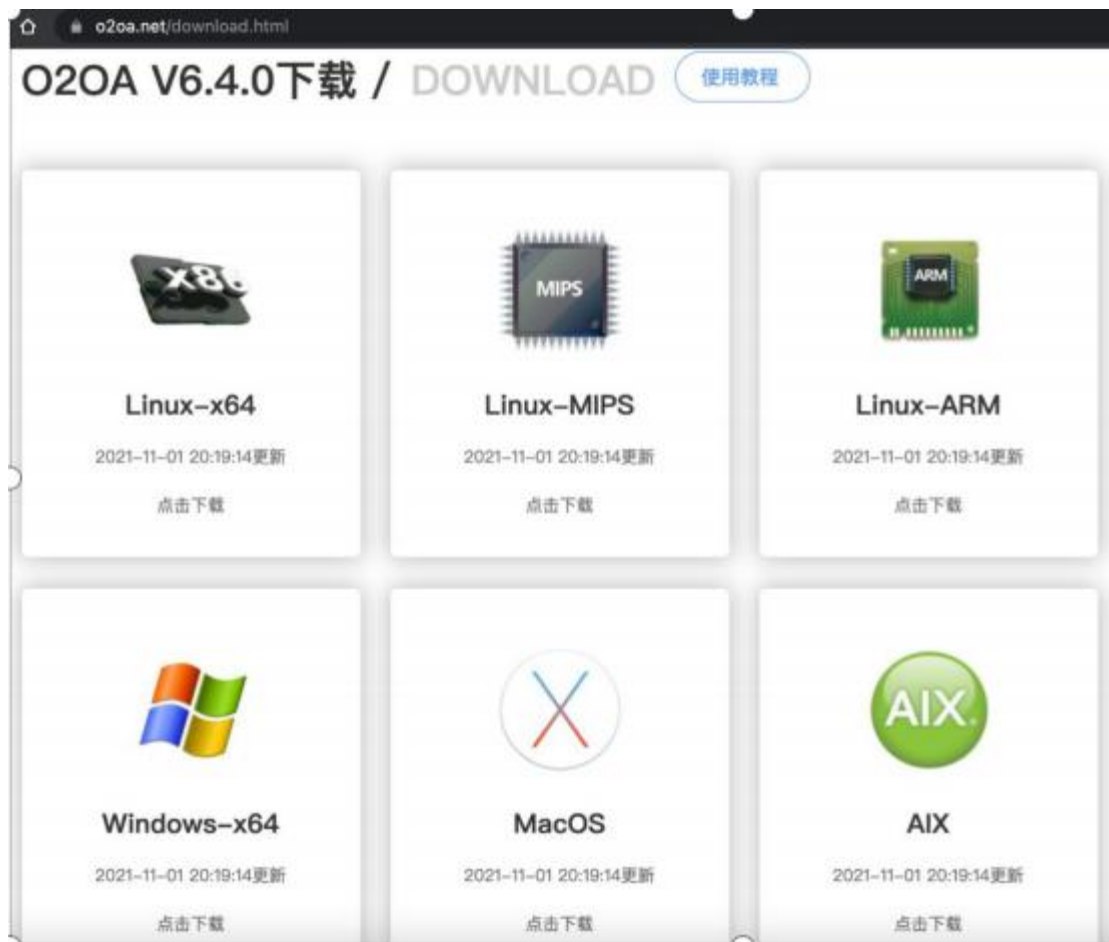 o2oa.net/download.html
O2OA V6.4.0下载 / DOWNLOAD 使用教程
X86
MIPS
ARM
Linux-x64
Linux-MIPS
Linux-ARM
2021-11-01 20:19:14更新
2021-11-01 20:19:14更新
2021-11-01 20:19:14更新
点击下载
点击下载
点击下载
AIX
Windows-x64
MacOS
AIX
2021-11-01 20:19:14更新
2021-11-01 20:19:14更新
2021-11-01 20:19:14更新
点击下载
点击下载
点击下载